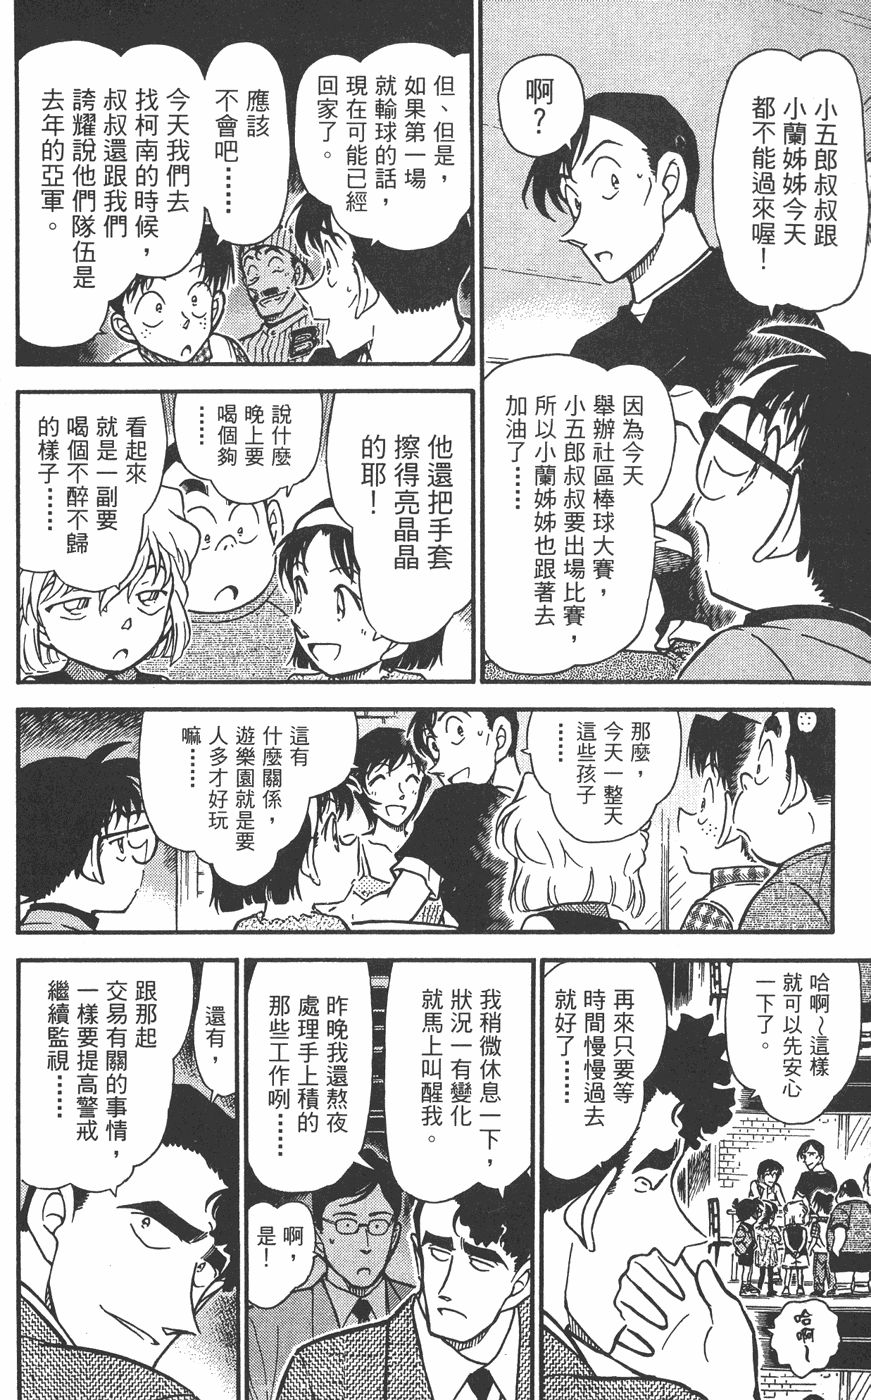 小五郎叔叔跟
小蘭姊姊今天
都不能過來喔！
啊？
因為今天
舉辦社區棒球大賽，
小五郎叔叔要出場比賽，
所以小蘭姊姊也跟著去
加油了……
但、但是，
如果第一場
就輸球的話，
現在可能已經
回家了。
應該
不會吧……
今天我們去
找柯南的時候，
叔叔還跟我們
誇耀說他們隊伍是
去年的亞軍。
他還把手套
擦得亮晶晶
的耶！
說什麼
晚上要
喝個夠
……
看起來
就是一副要
喝個不醉不歸
的樣子……
那麼，
今天一整天
這些孩子
……
這有
什麼關係，
遊樂園就是要
人多才好玩
嘛……
哈啊～這樣
就可以先安心
一下了。
哈啊～
再來只要等
時間慢慢過去
就好了……
我稍微休息一下，
狀況一有變化
就馬上叫醒我。
昨晚我還熬夜
處理手上積的
那些工作咧……
啊，
是！
還有，
跟那起
交易有關的事情，
一樣要提高警戒
繼續監視……